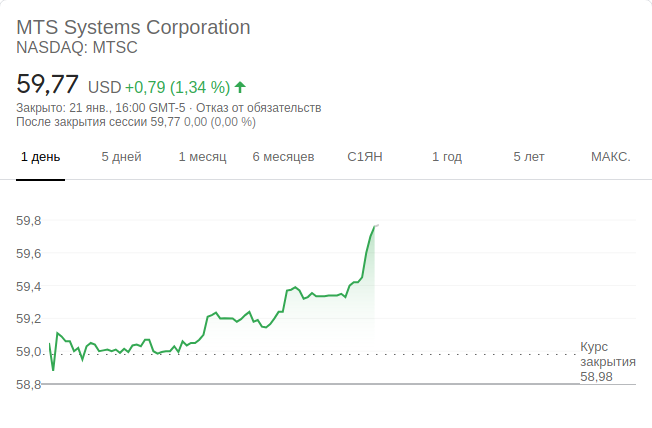 MTS Systems Corporation
NASDAQ: MTSC
59,77 USD +0,79 (1,34 %)
Закрыто: 21 янв., 16:00 GMT-5 · Отказ от обязательств
После закрытия сессии 59,77 0,00 (0,00 %)
1 день 5 дней 1 месяц 6 месяцев С1ЯН 1 год 5 лет МАКС.
59,8
59,6
59,4
59,2
59,0
58,8
Курс
закрытия
58,98